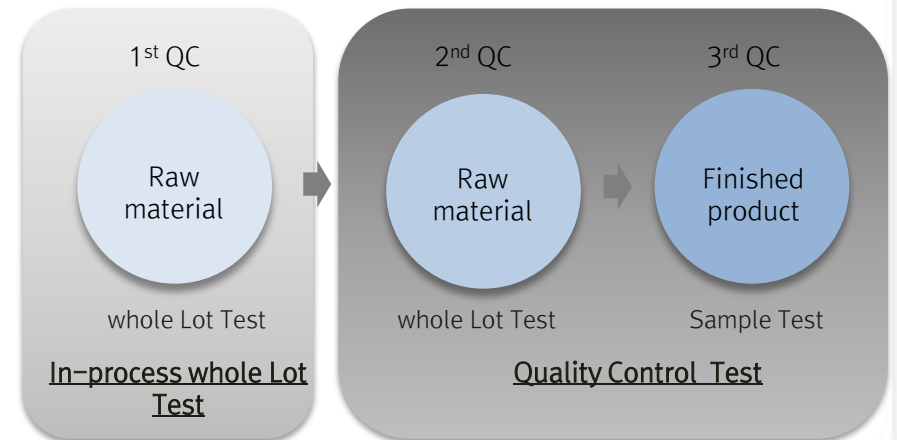 1st QC
Raw
material
whole Lot Test
In-process whole Lot
Test
2nd QC
Raw
material
whole Lot Test
3rd QC
Finished
product
Sample Test
Quality Control Test